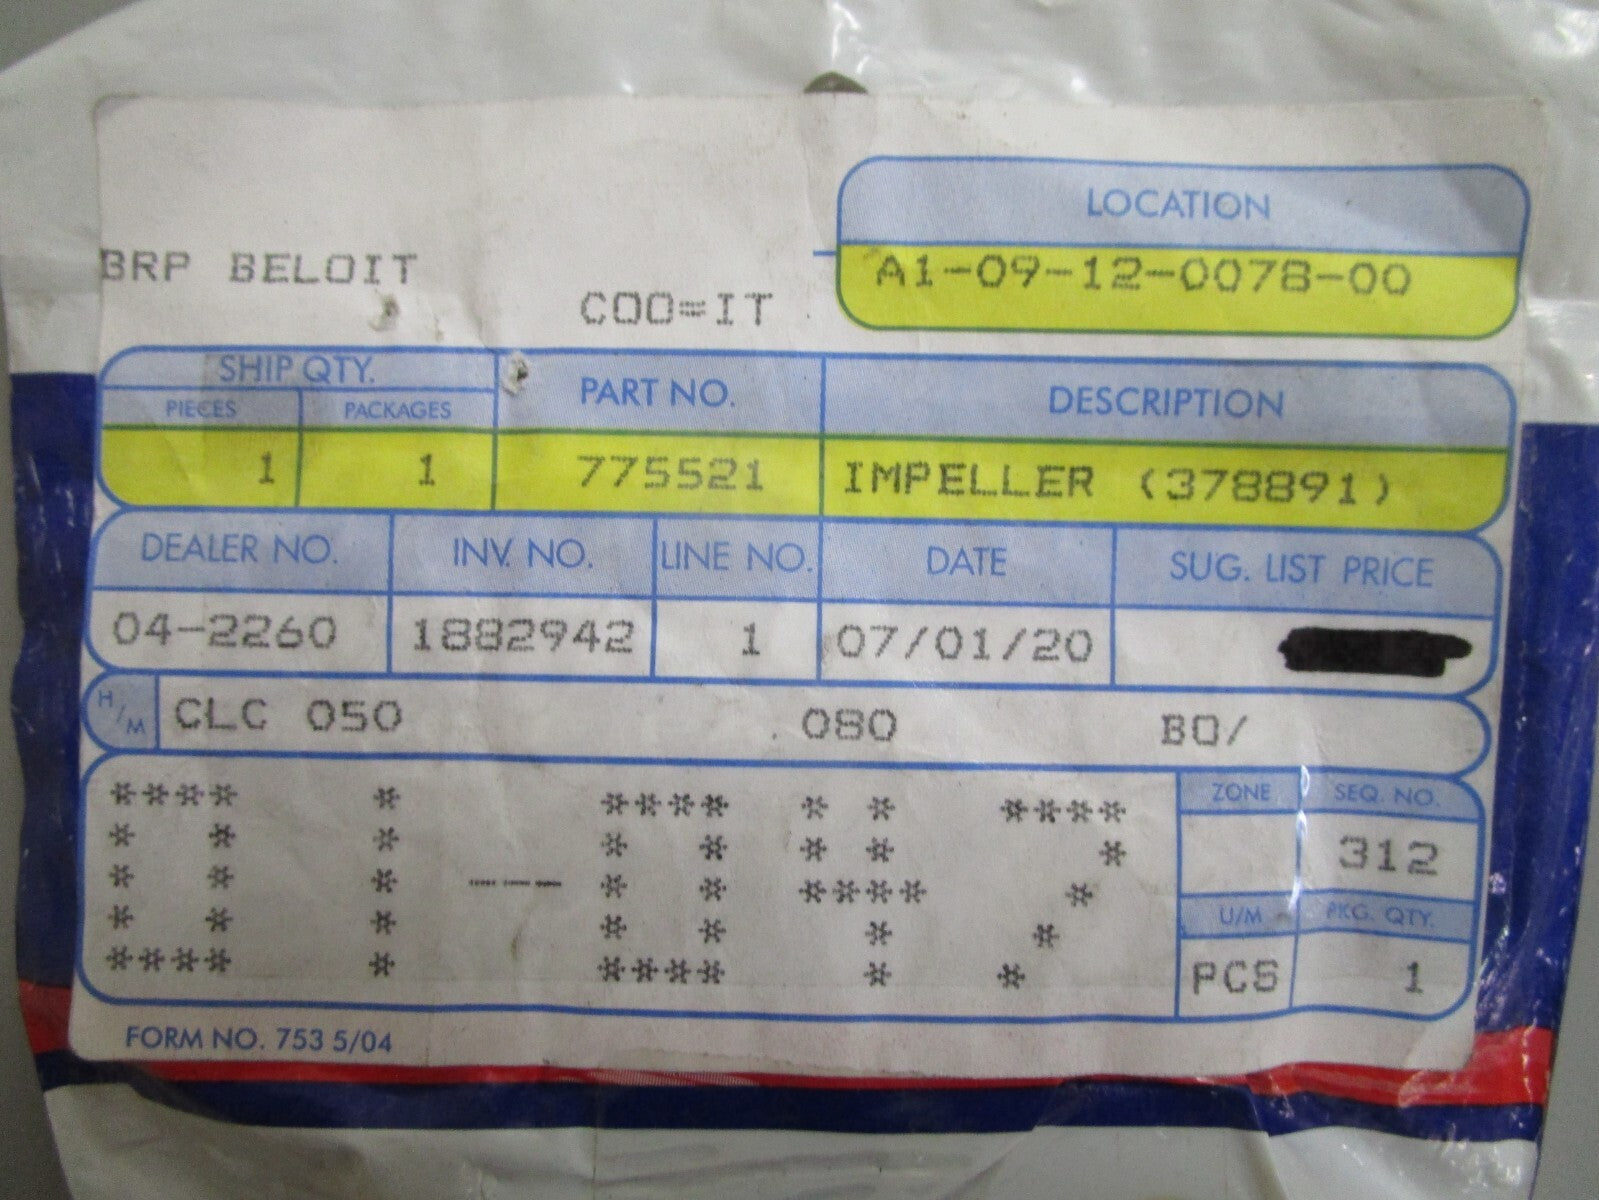 LOCATION
BRP BELOIT
A1-09-12-0078-00
COO=IT
SHIP QTY.
PIECES PACKAGES PART NO. DESCRIPTION
1 1 775521 IMPELLER (378891)
DEALER NO. INV. NO. LINE NO. DATE SUG. LIST PRICE
04-2260 1882942 1 07/01/20
H/M CLC 050 .080 BO/
**** * **** * * ****
* * * * * * * *
* * * --- * * **** *
* * * * * * *
**** * **** * *
ZONE SEQ. NO.
312
U/M PKG. QTY.
PCS 1
FORM NO. 753 5/04